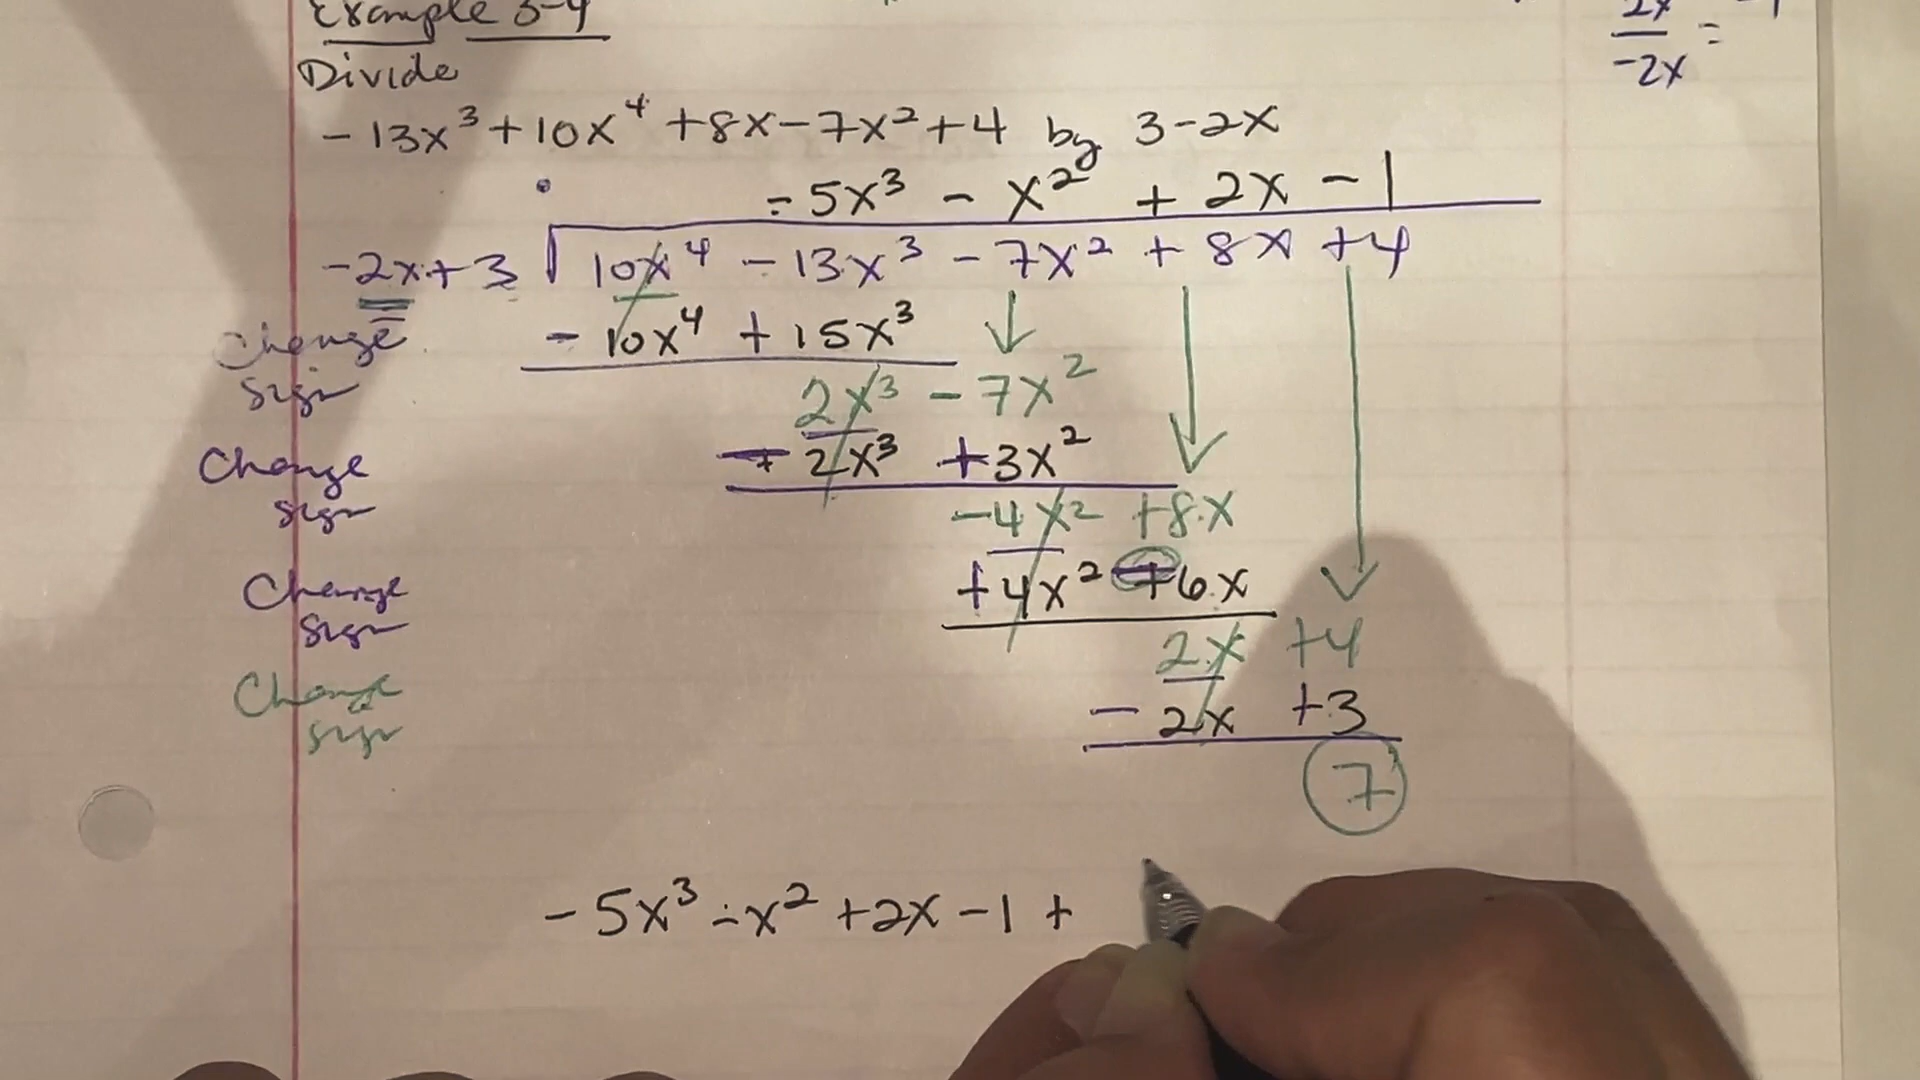 Example 3-4
2x
— = -1
-2x
Divide
-13x³ + 10x⁴ + 8x - 7x² + 4 by 3 - 2x
-5x³ - x² + 2x - 1
-2x + 3 ⟌ 10x⁴ - 13x³ - 7x² + 8x + 4
Change
- 10x⁴ + 15x³
sign
2x³ - 7x²
Change
- 2x³ + 3x²
sign
-4x² + 8x
Change
+ 4x² - 6x
sign
2x + 4
Change
- 2x + 3
sign
7
- 5x³ - x² + 2x - 1 +